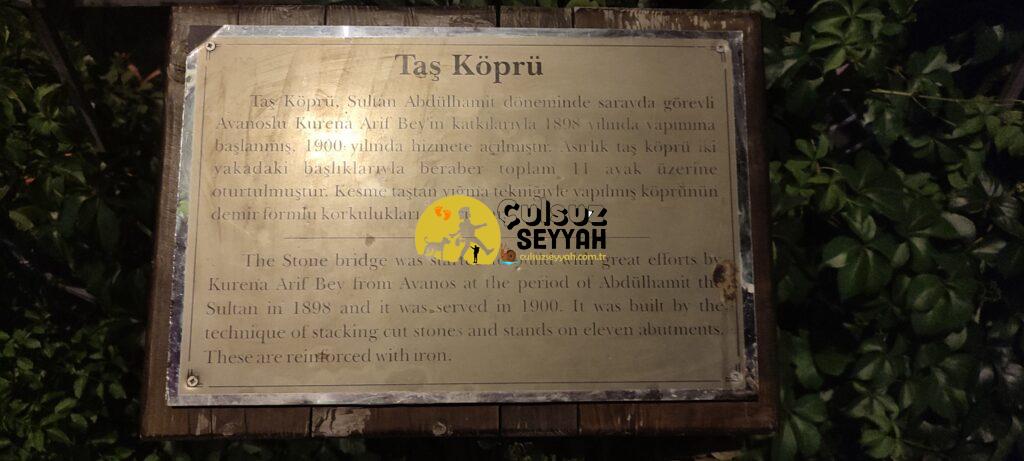 Taş Köprü
Taş Köprü, Sultan Abdülhamit döneminde sarayda görevli
Avanoslu Kurena Arif Bey'in katkılarıyla 1898 yılında yapımına
başlanmış, 1900 yılında hizmete açılmıştır. Asırlık taş köprü iki
yakadaki başlıklarıyla beraber toplam 11 ayak üzerine
oturtulmuştur. Kesme taştan yığma tekniğiyle yapılmış köprünün
demir formlu korkulukları
Çulsuz
SEYYAH
culsuzseyyah.com.tr
The Stone bridge was with great efforts by
Kurena Arif Bey from Avanos at the period of Abdülhamit the
Sultan in 1898 and it was served in 1900. It was built by the
technique of stacking cut stones and stands on eleven abutments.
These are reinforced with iron.